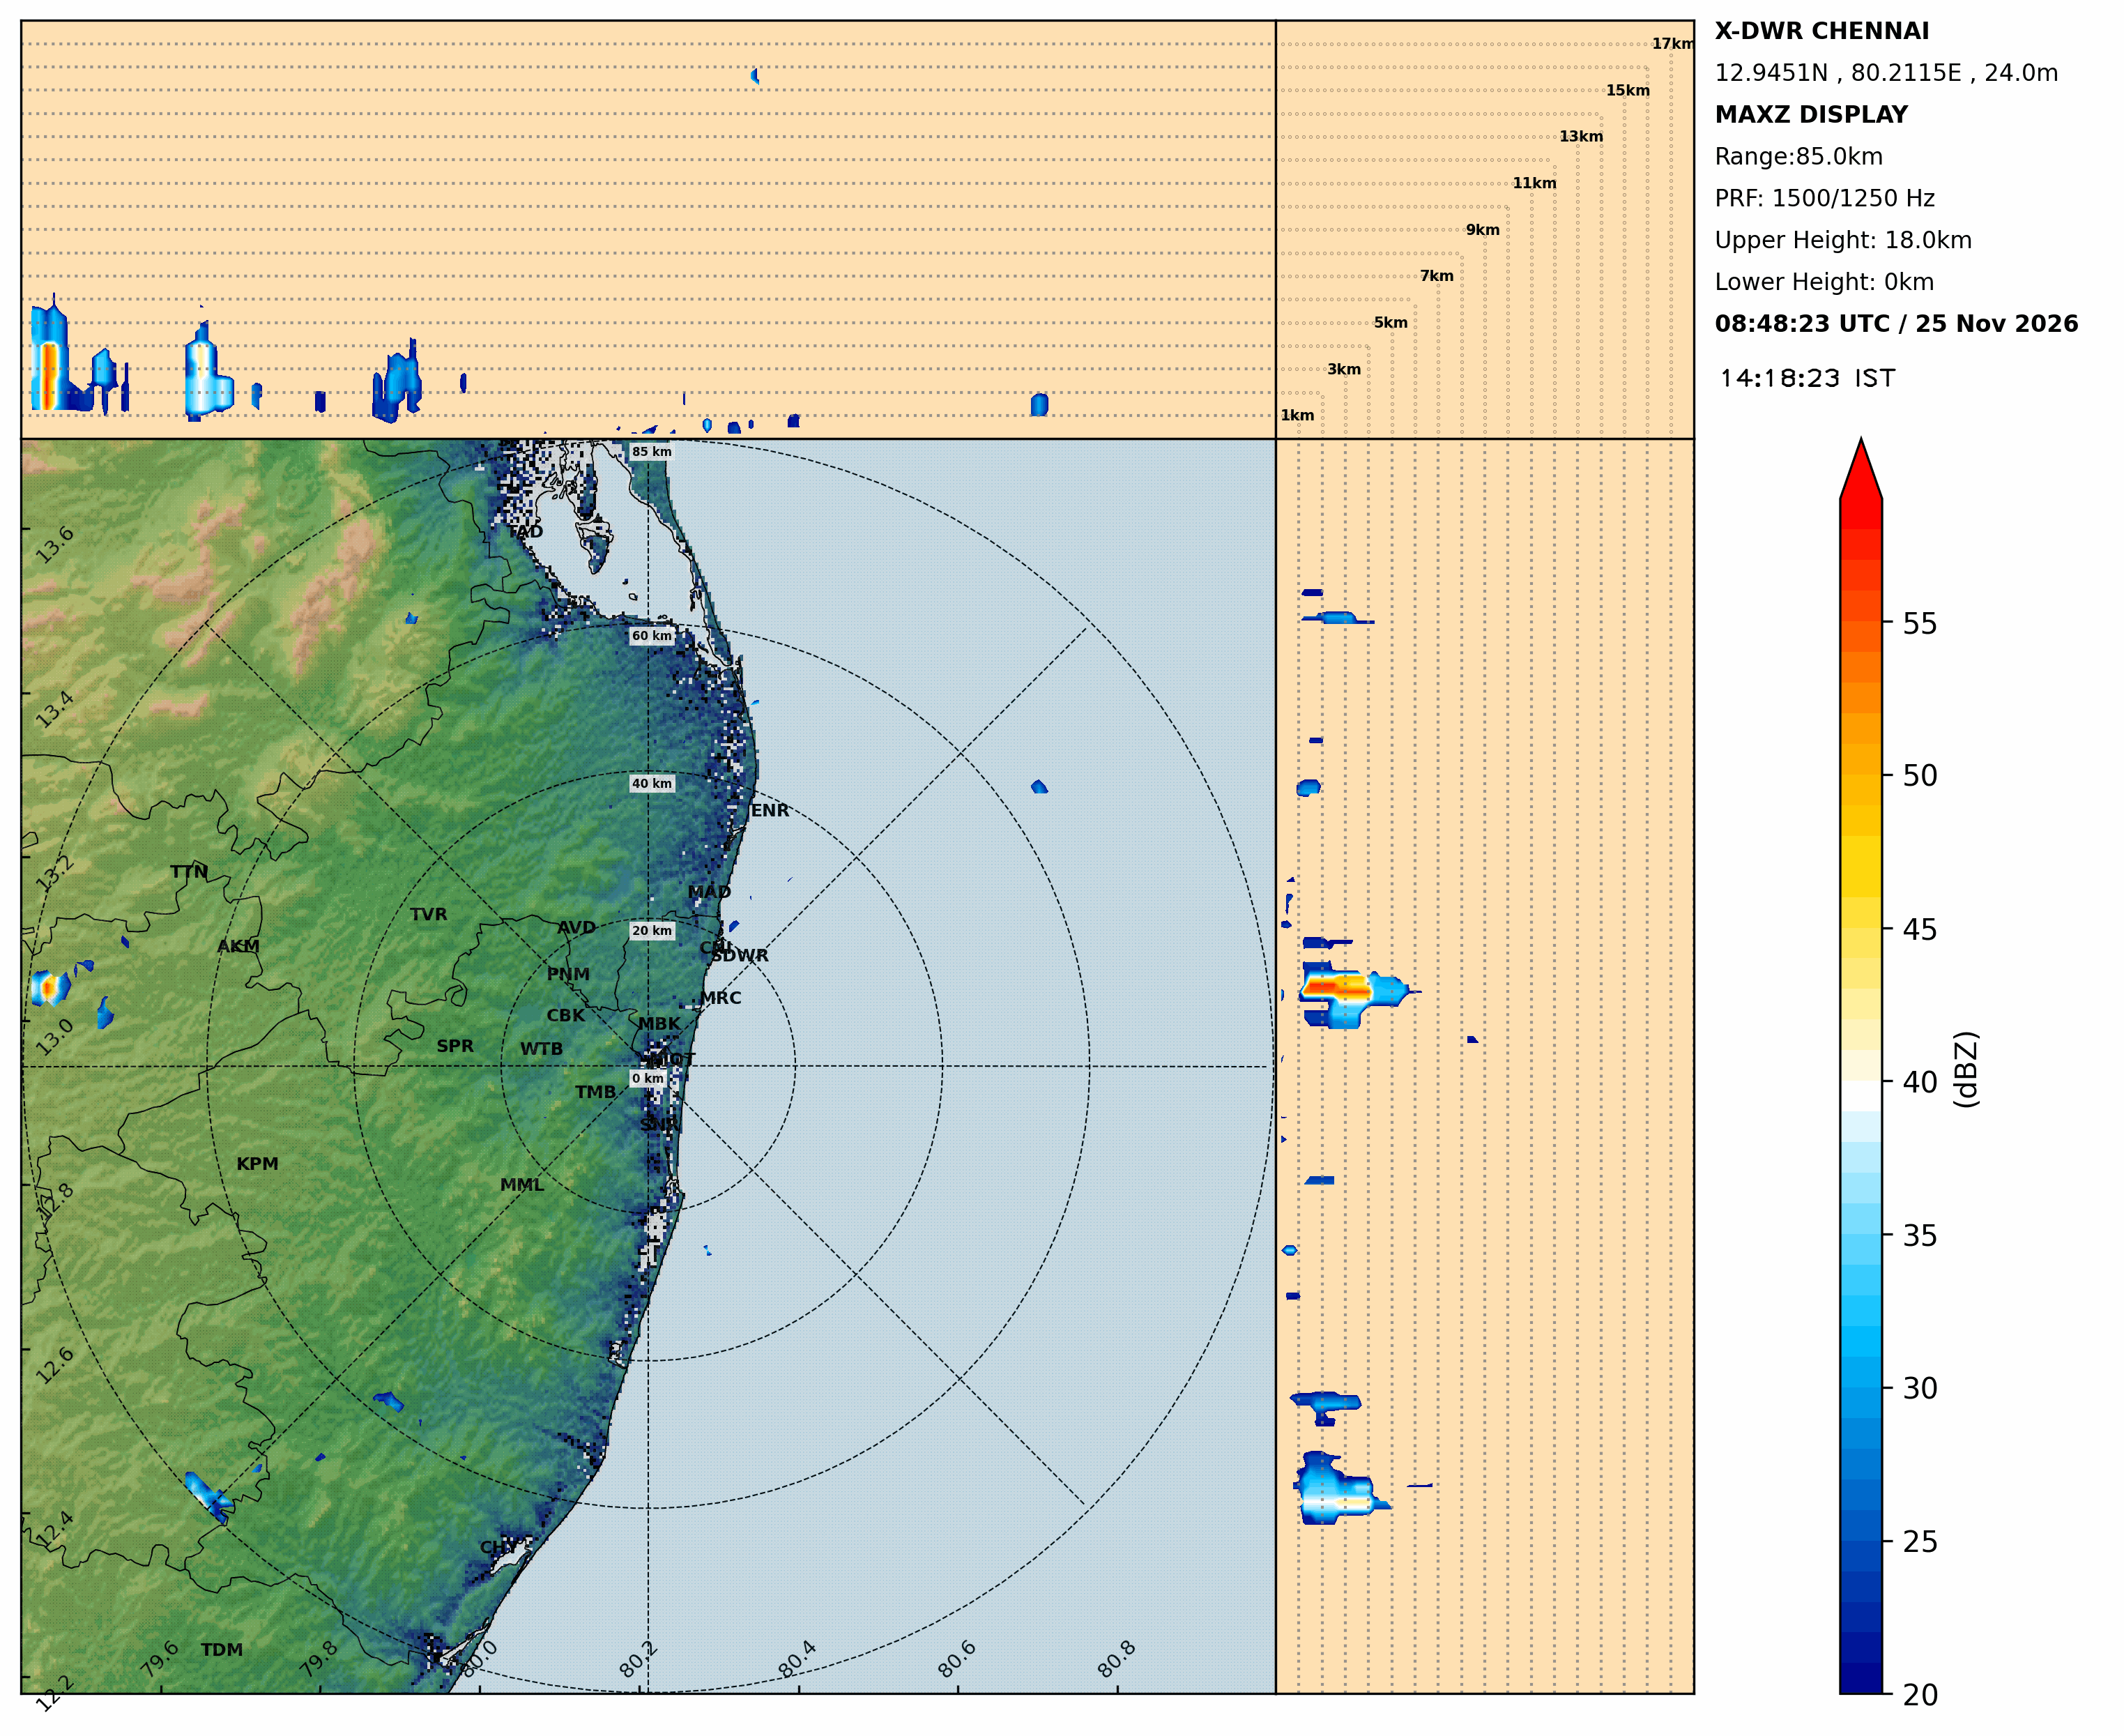 X-DWR CHENNAI
12.9451N , 80.2115E , 24.0m
MAXZ DISPLAY
Range:85.0km
PRF: 1500/1250 Hz
Upper Height: 18.0km
Lower Height: 0km
08:48:23 UTC / 25 Nov 2026
14:18:23 IST
17km
15km
13km
11km
9km
7km
5km
3km
1km
85 km
TAD
13.6
60 km
13.4
40 km
ENR
13.2
TTN
MAD
TVR
AVD
20 km
AKM
CNI
SDWR
PNM
MRC
13.0
CBK
MBK
SPR
WTB
0 km
TMB
SNR
KPM
MML
12.8
12.6
12.4
CHY
TDM
12.2
79.6
79.8
80.0
80.2
80.4
80.6
80.8
55
50
45
40
35
30
25
20
(dBZ)